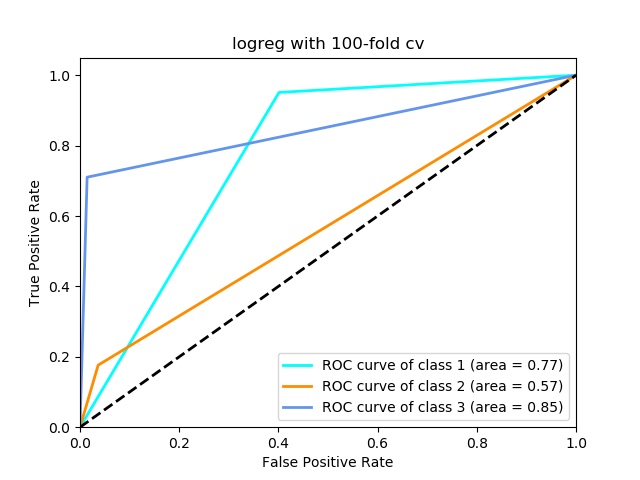 logreg with 100-fold cv
1.0
0.8
0.6
0.4
0.2
0.0
True Positive Rate
ROC curve of class 1 (area = 0.77)
ROC curve of class 2 (area = 0.57)
ROC curve of class 3 (area = 0.85)
0.0 0.2 0.4 0.6 0.8 1.0
False Positive Rate